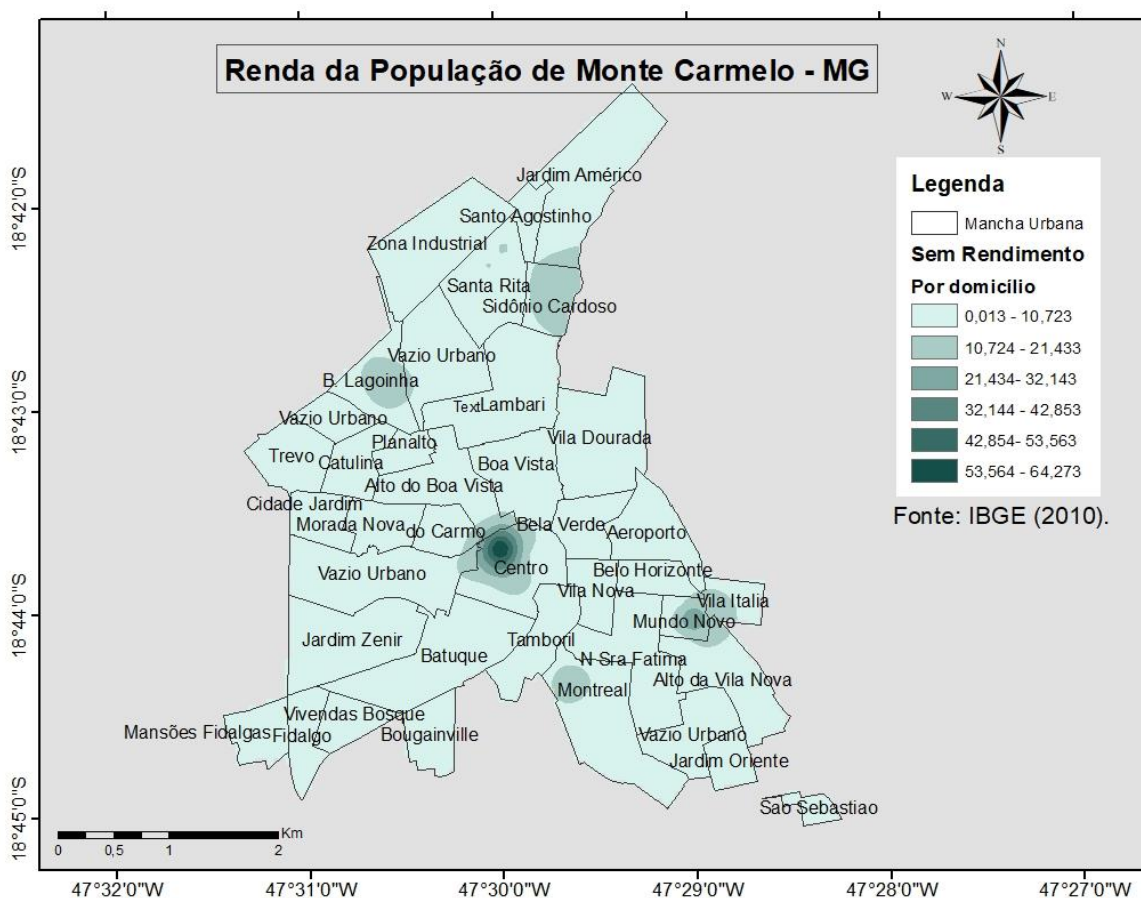 Renda da População de Monte Carmelo - MG
N
W
E
S
Legenda
Mancha Urbana
Sem Rendimento
Por domicílio
0,013 - 10,723
10,724 - 21,433
21,434- 32,143
32,144 - 42,853
42,854- 53,563
53,564 - 64,273
Fonte: IBGE (2010).
18°42'0"S
18°43'0"S
18°44'0"S
18°45'0"S
Jardim Américo
Santo Agostinho
Zona Industrial
Santa Rita
Sidônio Cardoso
Vazio Urbano
B. Lagoinha
Text
Lambari
Vazio Urbano
Planalto
Vila Dourada
Trevo
Catulina
Boa Vista
Alto do Boa Vista
Cidade Jardim
Morada Nova
do Carmo
Bela Verde
Aeroporto
Centro
Vazio Urbano
Belo Horizonte
Vila Nova
Vila Italia
Mundo Novo
Jardim Zenir
Tamboril
Batuque
N Sra Fatima
Alto da Vila Nova
Montreal
Vivendas Bosque
Mansões Fidalgas
Fidalgo
Bougainville
Vazio Urbano
Jardim Oriente
Sao Sebastiao
Km
0
0,5
1
2
47°32'0"W
47°31'0"W
47°30'0"W
47°29'0"W
47°28'0"W
47°27'0"W